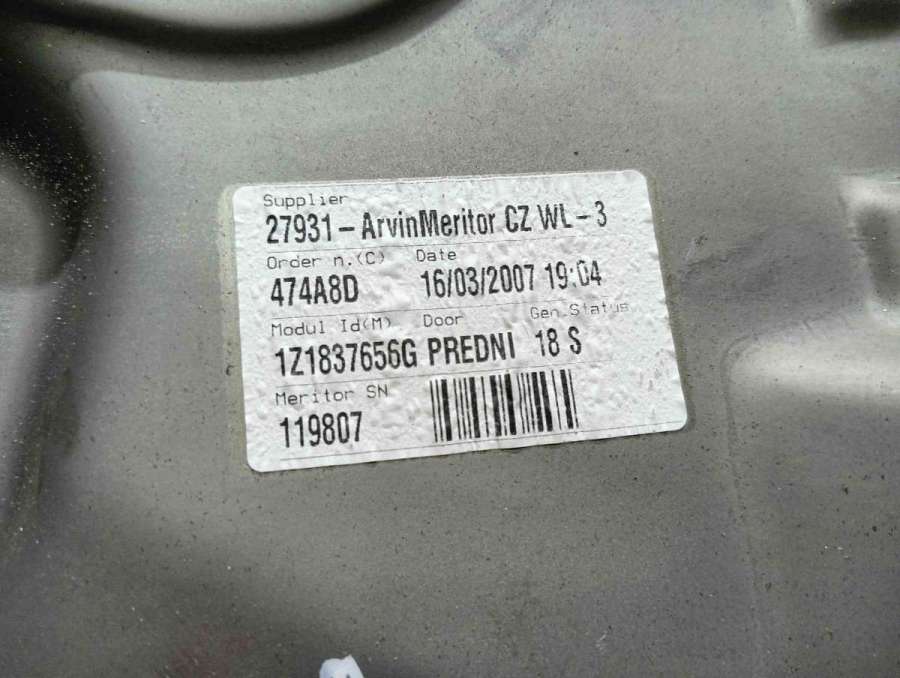 Supplier
27931-ArvinMeritor CZ WL-3
Order n.(C) Date
474A8D 16/03/2007 19:04
Modul Id(M) Door Gen.Status
1Z1837656G PREDNI 18 S
Meritor SN
119807